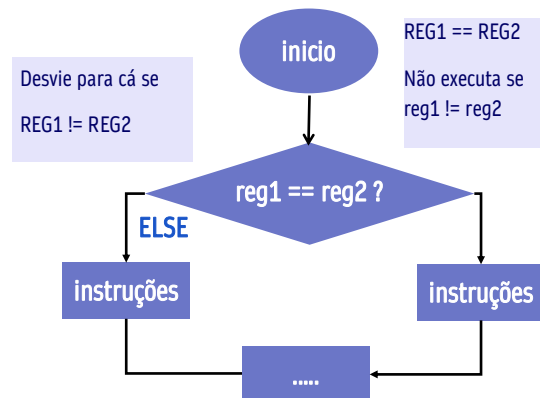 inicio
REG1 == REG2
Não executa se
reg1 != reg2
Desvie para cá se
REG1 != REG2
reg1 == reg2 ?
ELSE
instruções
instruções
.....